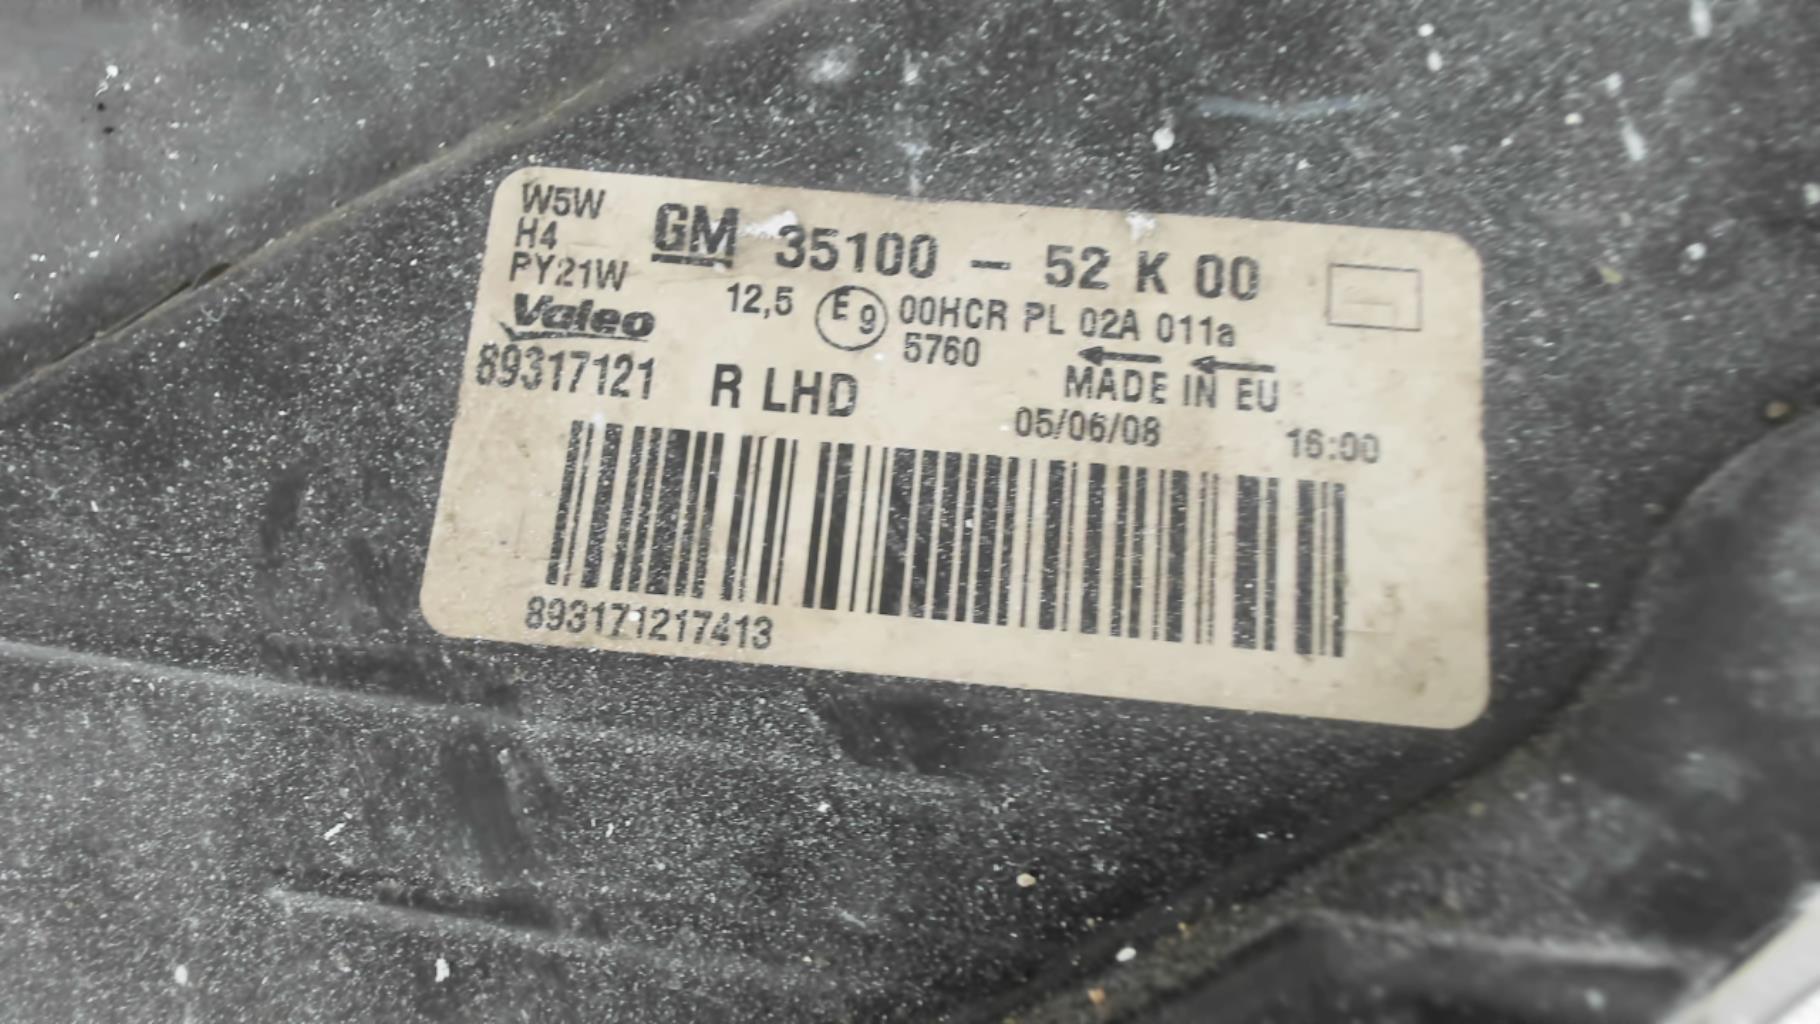 W5W
H4
PY21W
Valeo
89317121
GM 35100 - 52 K 00
12,5 E9 00HCR PL 02A 011a
5760
R LHD
MADE IN EU
05/06/08 16:00
893171217413